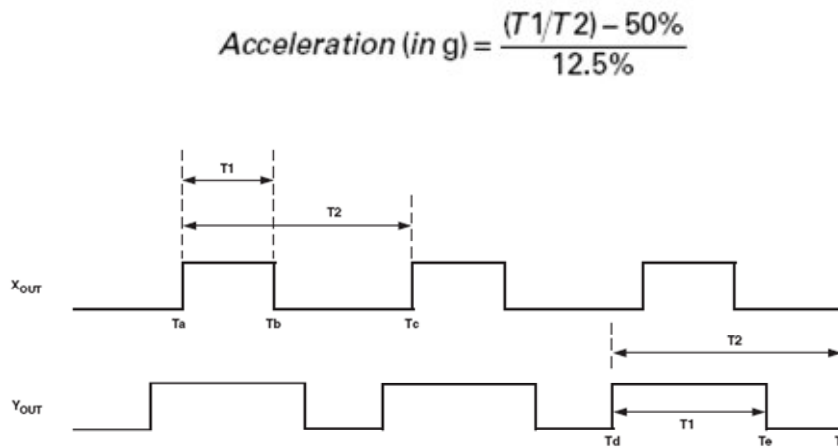 Acceleration (in g) = (T1/T2) – 50%
12.5%
T1
T2
XOUT
Ta Tb Tc
T2
YOUT
T1
Td Te T